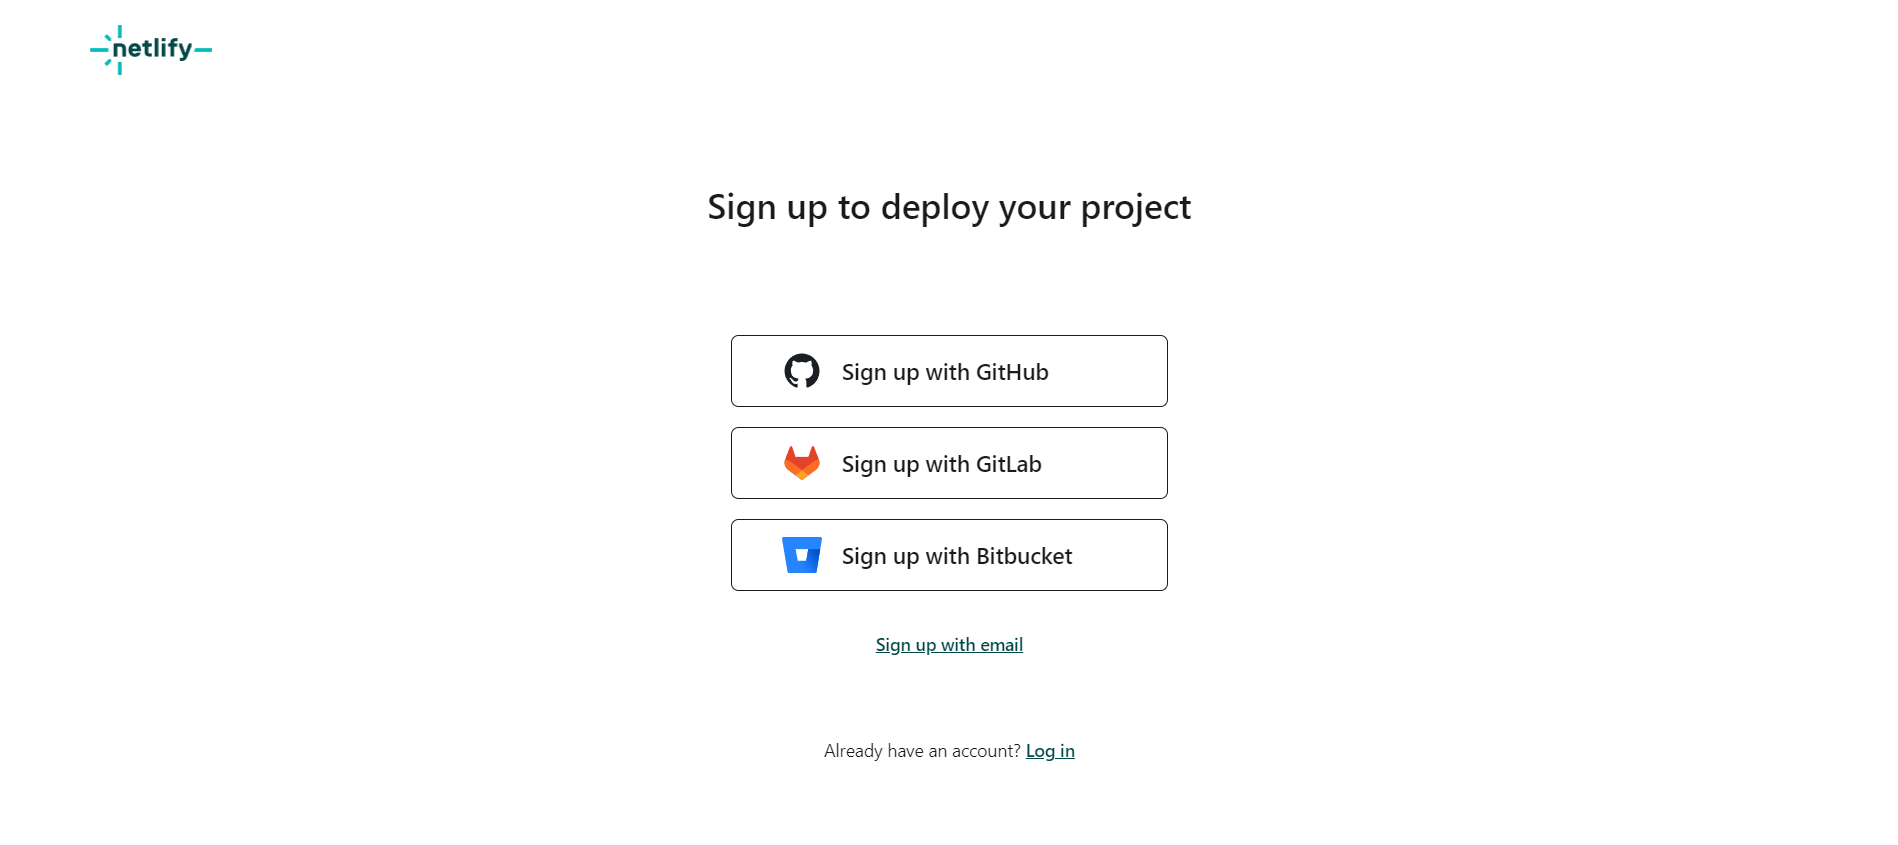 netlify
Sign up to deploy your project
Sign up with GitHub
Sign up with GitLab
Sign up with Bitbucket
Sign up with email
Already have an account? Log in